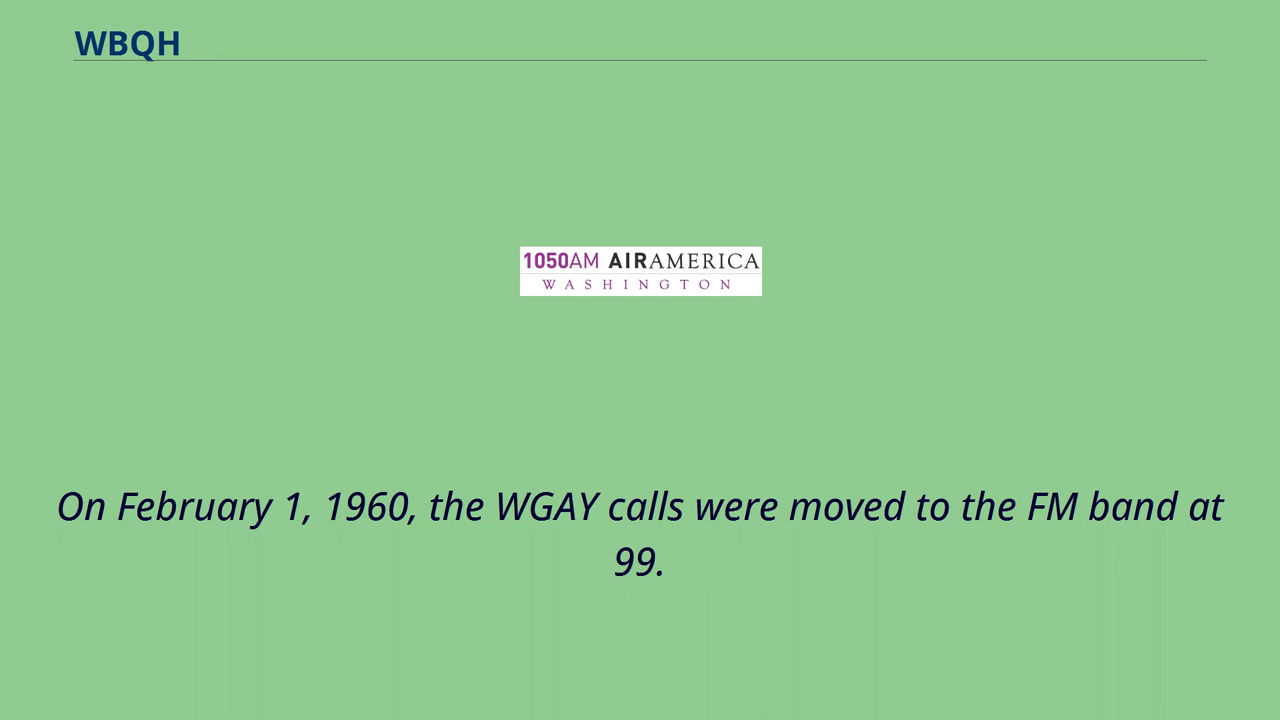 WBQH
1050AM AIRAMERICA
WASHINGTON
On February 1, 1960, the WGAY calls were moved to the FM band at
99.